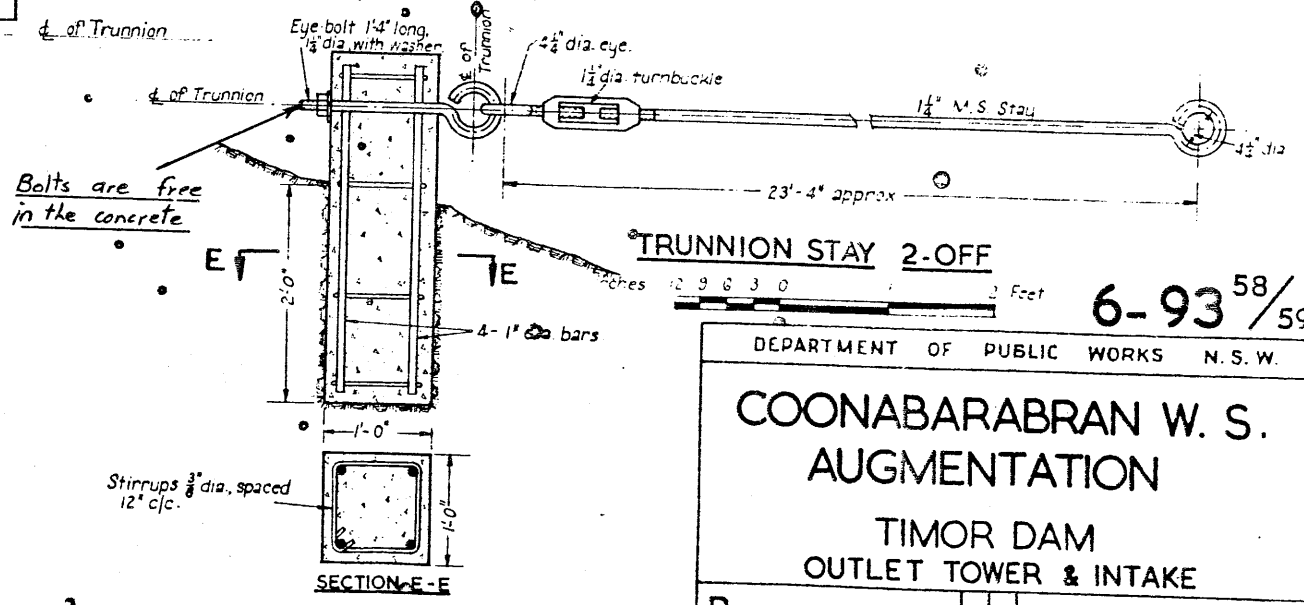 ℄ of Trunnion
Eye bolt 1'-4" long,
1¼" dia. with washer
℄ of
Trunnion
4¼" dia. eye.
1¼" dia. turnbuckle
℄ of Trunnion
1¼" M.S. Stay
4½" dia
Bolts are free
in the concrete
23'-4" approx
E
E
2'-0"
TRUNNION STAY 2-OFF
12 9 6 3 0 1 2 Feet
6-93 58/59
4-1" dia. bars
DEPARTMENT OF PUBLIC WORKS N.S.W.
1'-0"
COONABARABRAN W. S.
AUGMENTATION
Stirrups ⅜" dia., spaced
12" c/c.
1'-0"
TIMOR DAM
OUTLET TOWER & INTAKE
SECTION E-E